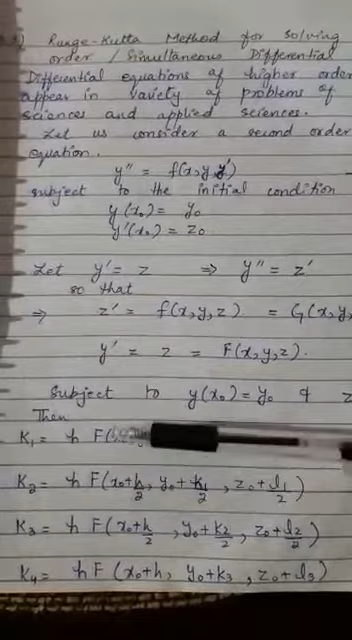 Runge-Kutta Method for solving
order / Simultaneous Differential
Differential equations of higher order
appear in variety of problems of
sciences and applied sciences.
Let us consider a second order
equation.
y'' = f(x,y,y')
subject to the initial condition
y(x₀) = y₀
y'(x₀) = z₀
Let y' = z ⇒ y'' = z'
so that
⇒ z' = f(x,y,z) = G(x,y,
y' = z = F(x,y,z).
Subject to y(x₀) = y₀ & z
Then
K₁ = h F(
K₂ = h F(x₀+h/2, y₀+k₁/2, z₀+l₁/2)
K₃ = h F(x₀+h/2, y₀+k₂/2, z₀+l₂/2)
K₄ = h F(x₀+h, y₀+k₃, z₀+l₃)